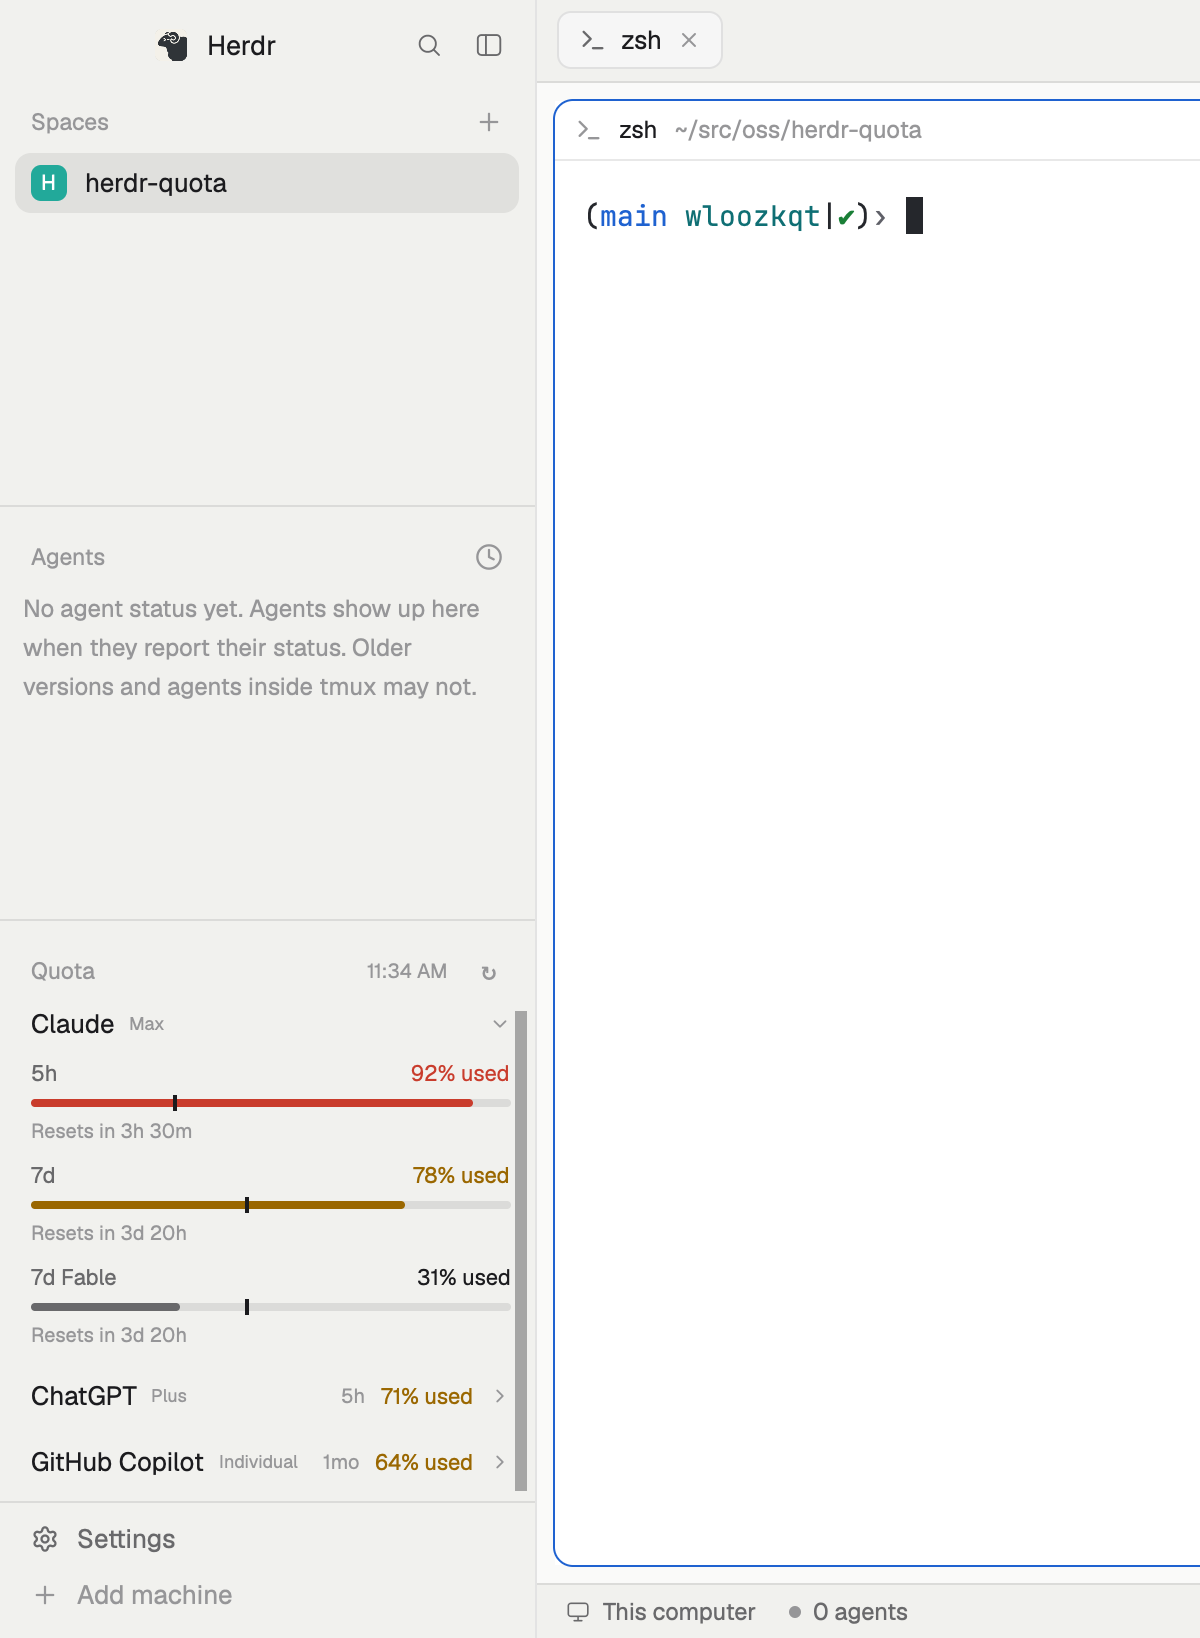 Herdr
Spaces
H herdr-quota
Agents
No agent status yet. Agents show up here
when they report their status. Older
versions and agents inside tmux may not.
Quota 11:34 AM
Claude Max
5h 92% used
Resets in 3h 30m
7d 78% used
Resets in 3d 20h
7d Fable 31% used
Resets in 3d 20h
ChatGPT Plus 5h 71% used
GitHub Copilot Individual 1mo 64% used
Settings
Add machine
zsh
zsh ~/src/oss/herdr-quota
(main wloozkqt|✔)›
This computer 0 agents